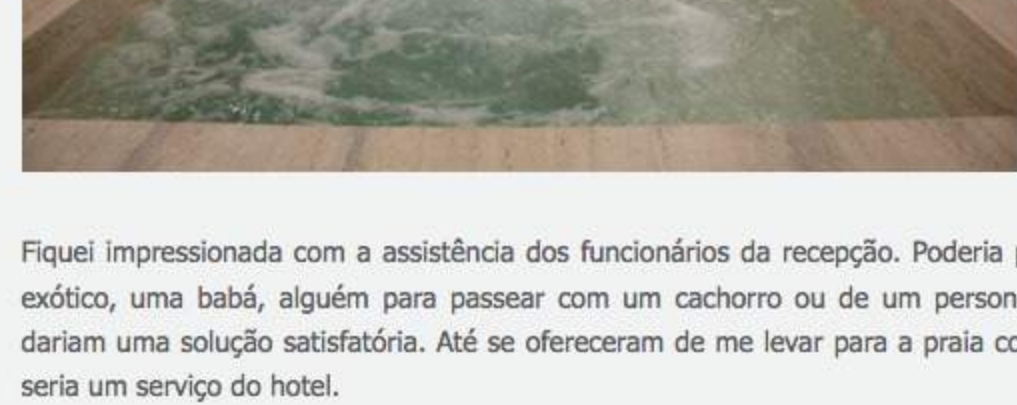 Fiquei impressionada com a assistência dos funcionários da recepção. Poderia
exótico, uma babá, alguém para passear com um cachorro ou de um person
dariam uma solução satisfatória. Até se ofereceram de me levar para a praia co
seria um serviço do hotel.